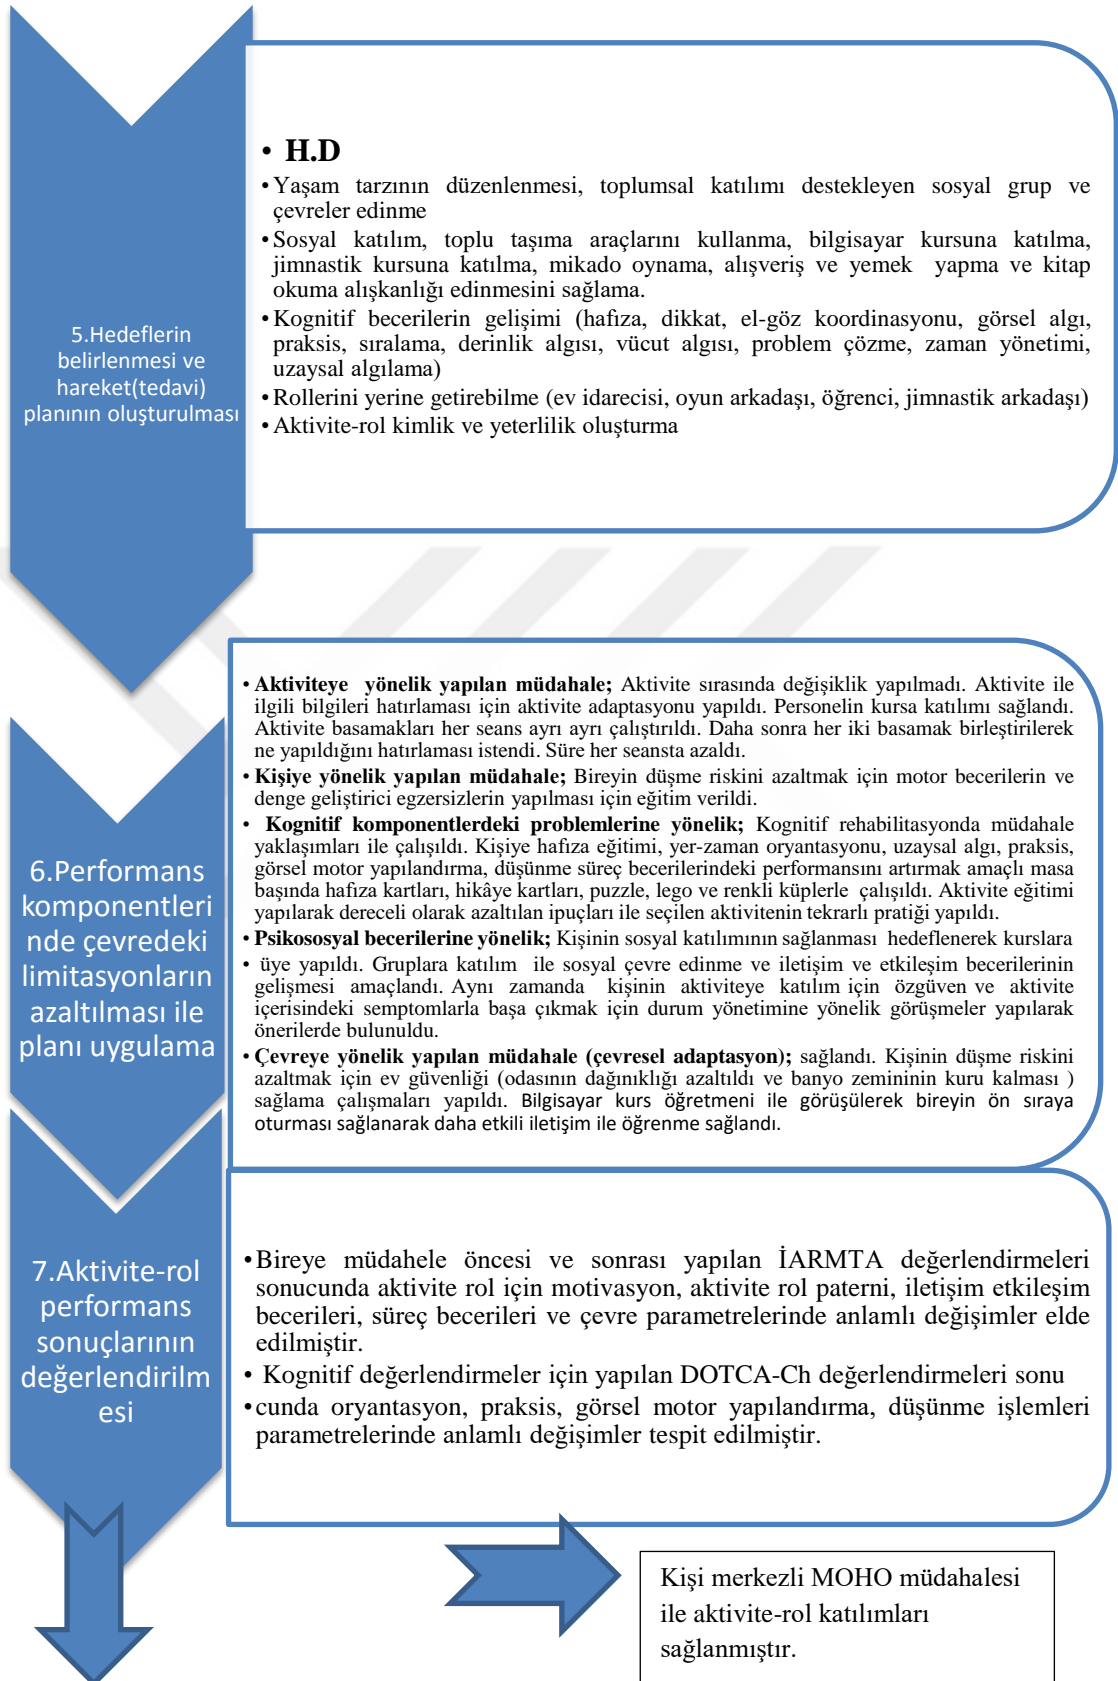 5.Hedeflerin
belirlenmesi ve
hareket(tedavi)
planının oluşturulması
• H.D
•Yaşam tarzının düzenlenmesi, toplumsal katılımı destekleyen sosyal grup ve
çevreler edinme
•Sosyal katılım, toplu taşıma araçlarını kullanma, bilgisayar kursuna katılma,
jimnastik kursuna katılma, mikado oynama, alışveriş ve yemek yapma ve kitap
okuma alışkanlığı edinmesini sağlama.
•Kognitif becerilerin gelişimi (hafıza, dikkat, el-göz koordinasyonu, görsel algı,
praksis, sıralama, derinlik algısı, vücut algısı, problem çözme, zaman yönetimi,
uzaysal algılama)
•Rollerini yerine getirebilme (ev idarecisi, oyun arkadaşı, öğrenci, jimnastik arkadaşı)
•Aktivite-rol kimlik ve yeterlilik oluşturma
6.Performans
komponentleri
nde çevredeki
limitasyonların
azaltılması ile
planı uygulama
• Aktiviteye yönelik yapılan müdahale; Aktivite sırasında değişiklik yapılmadı. Aktivite ile
ilgili bilgileri hatırlaması için aktivite adaptasyonu yapıldı. Personelin kursa katılımı sağlandı.
Aktivite basamakları her seans ayrı ayrı çalıştırıldı. Daha sonra her iki basamak birleştirilerek
ne yapıldığını hatırlaması istendi. Süre her seansta azaldı.
• Kişiye yönelik yapılan müdahale; Bireyin düşme riskini azaltmak için motor becerilerin ve
denge geliştirici egzersizlerin yapılması için eğitim verildi.
• Kognitif komponentlerdeki problemlerine yönelik; Kognitif rehabilitasyonda müdahale
yaklaşımları ile çalışıldı. Kişiye hafıza eğitimi, yer-zaman oryantasyonu, uzaysal algı, praksis,
görsel motor yapılandırma, düşünme süreç becerilerindeki performansını artırmak amaçlı masa
başında hafıza kartları, hikâye kartları, puzzle, lego ve renkli küplerle çalışıldı. Aktivite eğitimi
yapılarak dereceli olarak azaltılan ipuçları ile seçilen aktivitenin tekrarlı pratiği yapıldı.
• Psikososyal becerilerine yönelik; Kişinin sosyal katılımının sağlanması hedeflenerek kurslara
• üye yapıldı. Gruplara katılım ile sosyal çevre edinme ve iletişim ve etkileşim becerilerinin
gelişmesi amaçlandı. Aynı zamanda kişinin aktiviteye katılım için özgüven ve aktivite
içerisindeki semptomlarla başa çıkmak için durum yönetimine yönelik görüşmeler yapılarak
önerilerde bulunuldu.
• Çevreye yönelik yapılan müdahale (çevresel adaptasyon); sağlandı. Kişinin düşme riskini
azaltmak için ev güvenliği (odasının dağınıklığı azaltıldı ve banyo zemininin kuru kalması )
sağlama çalışmaları yapıldı. Bilgisayar kurs öğretmeni ile görüşülerek bireyin ön sıraya
oturması sağlanarak daha etkili iletişim ile öğrenme sağlandı.
7.Aktivite-rol
performans
sonuçlarının
değerlendirilm
esi
•Bireye müdahele öncesi ve sonrası yapılan İARMTA değerlendirmeleri
sonucunda aktivite rol için motivasyon, aktivite rol paterni, iletişim etkileşim
becerileri, süreç becerileri ve çevre parametrelerinde anlamlı değişimler elde
edilmiştir.
• Kognitif değerlendirmeler için yapılan DOTCA-Ch değerlendirmeleri sonu
•cunda oryantasyon, praksis, görsel motor yapılandırma, düşünme işlemleri
parametrelerinde anlamlı değişimler tespit edilmiştir.
Kişi merkezli MOHO müdahalesi
ile aktivite-rol katılımları
sağlanmıştır.